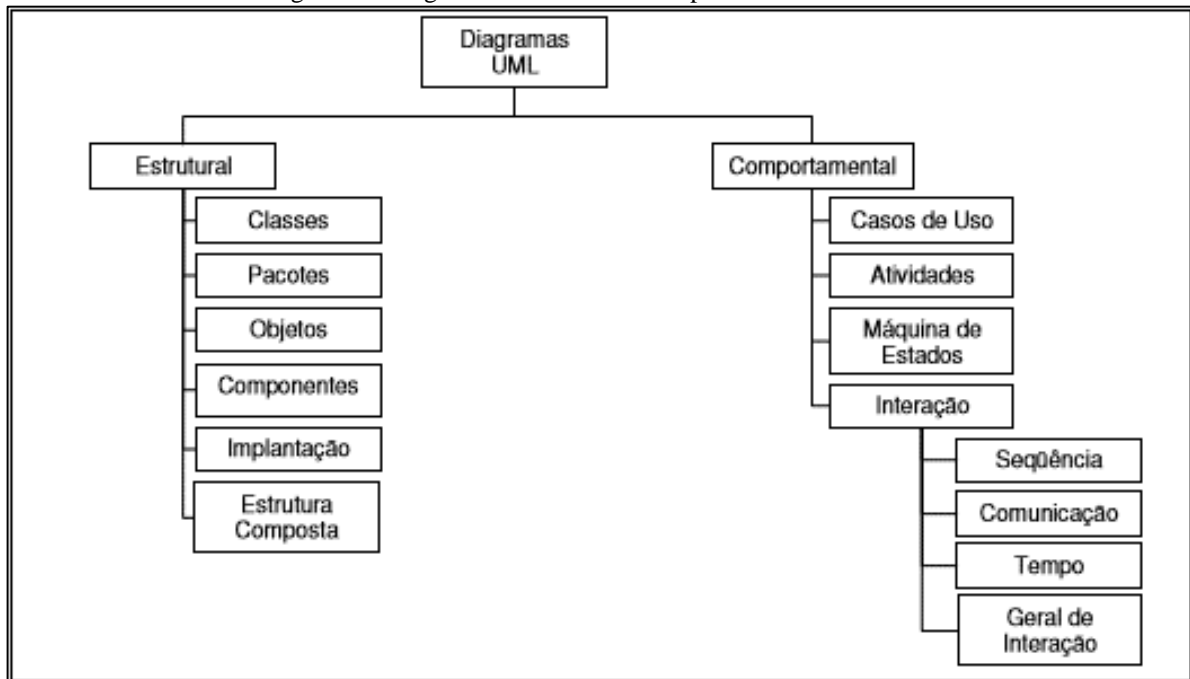 Diagramas
UML
Estrutural
Comportamental
Classes
Pacotes
Objetos
Componentes
Implantação
Estrutura
Composta
Casos de Uso
Atividades
Máquina de
Estados
Interação
Seqüência
Comunicação
Tempo
Geral de
Interação